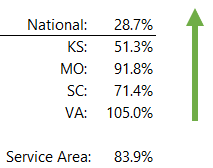 National: 28.7%
KS: 51.3%
MO: 91.8%
SC: 71.4%
VA: 105.0%
Service Area: 83.9%